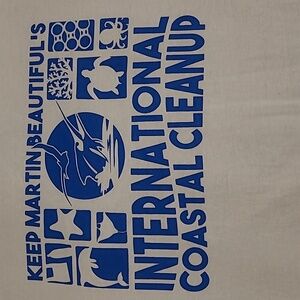 KEEP MARTIN BEAUTIFUL'S
INTERNATIONAL
COASTAL CLEANUP